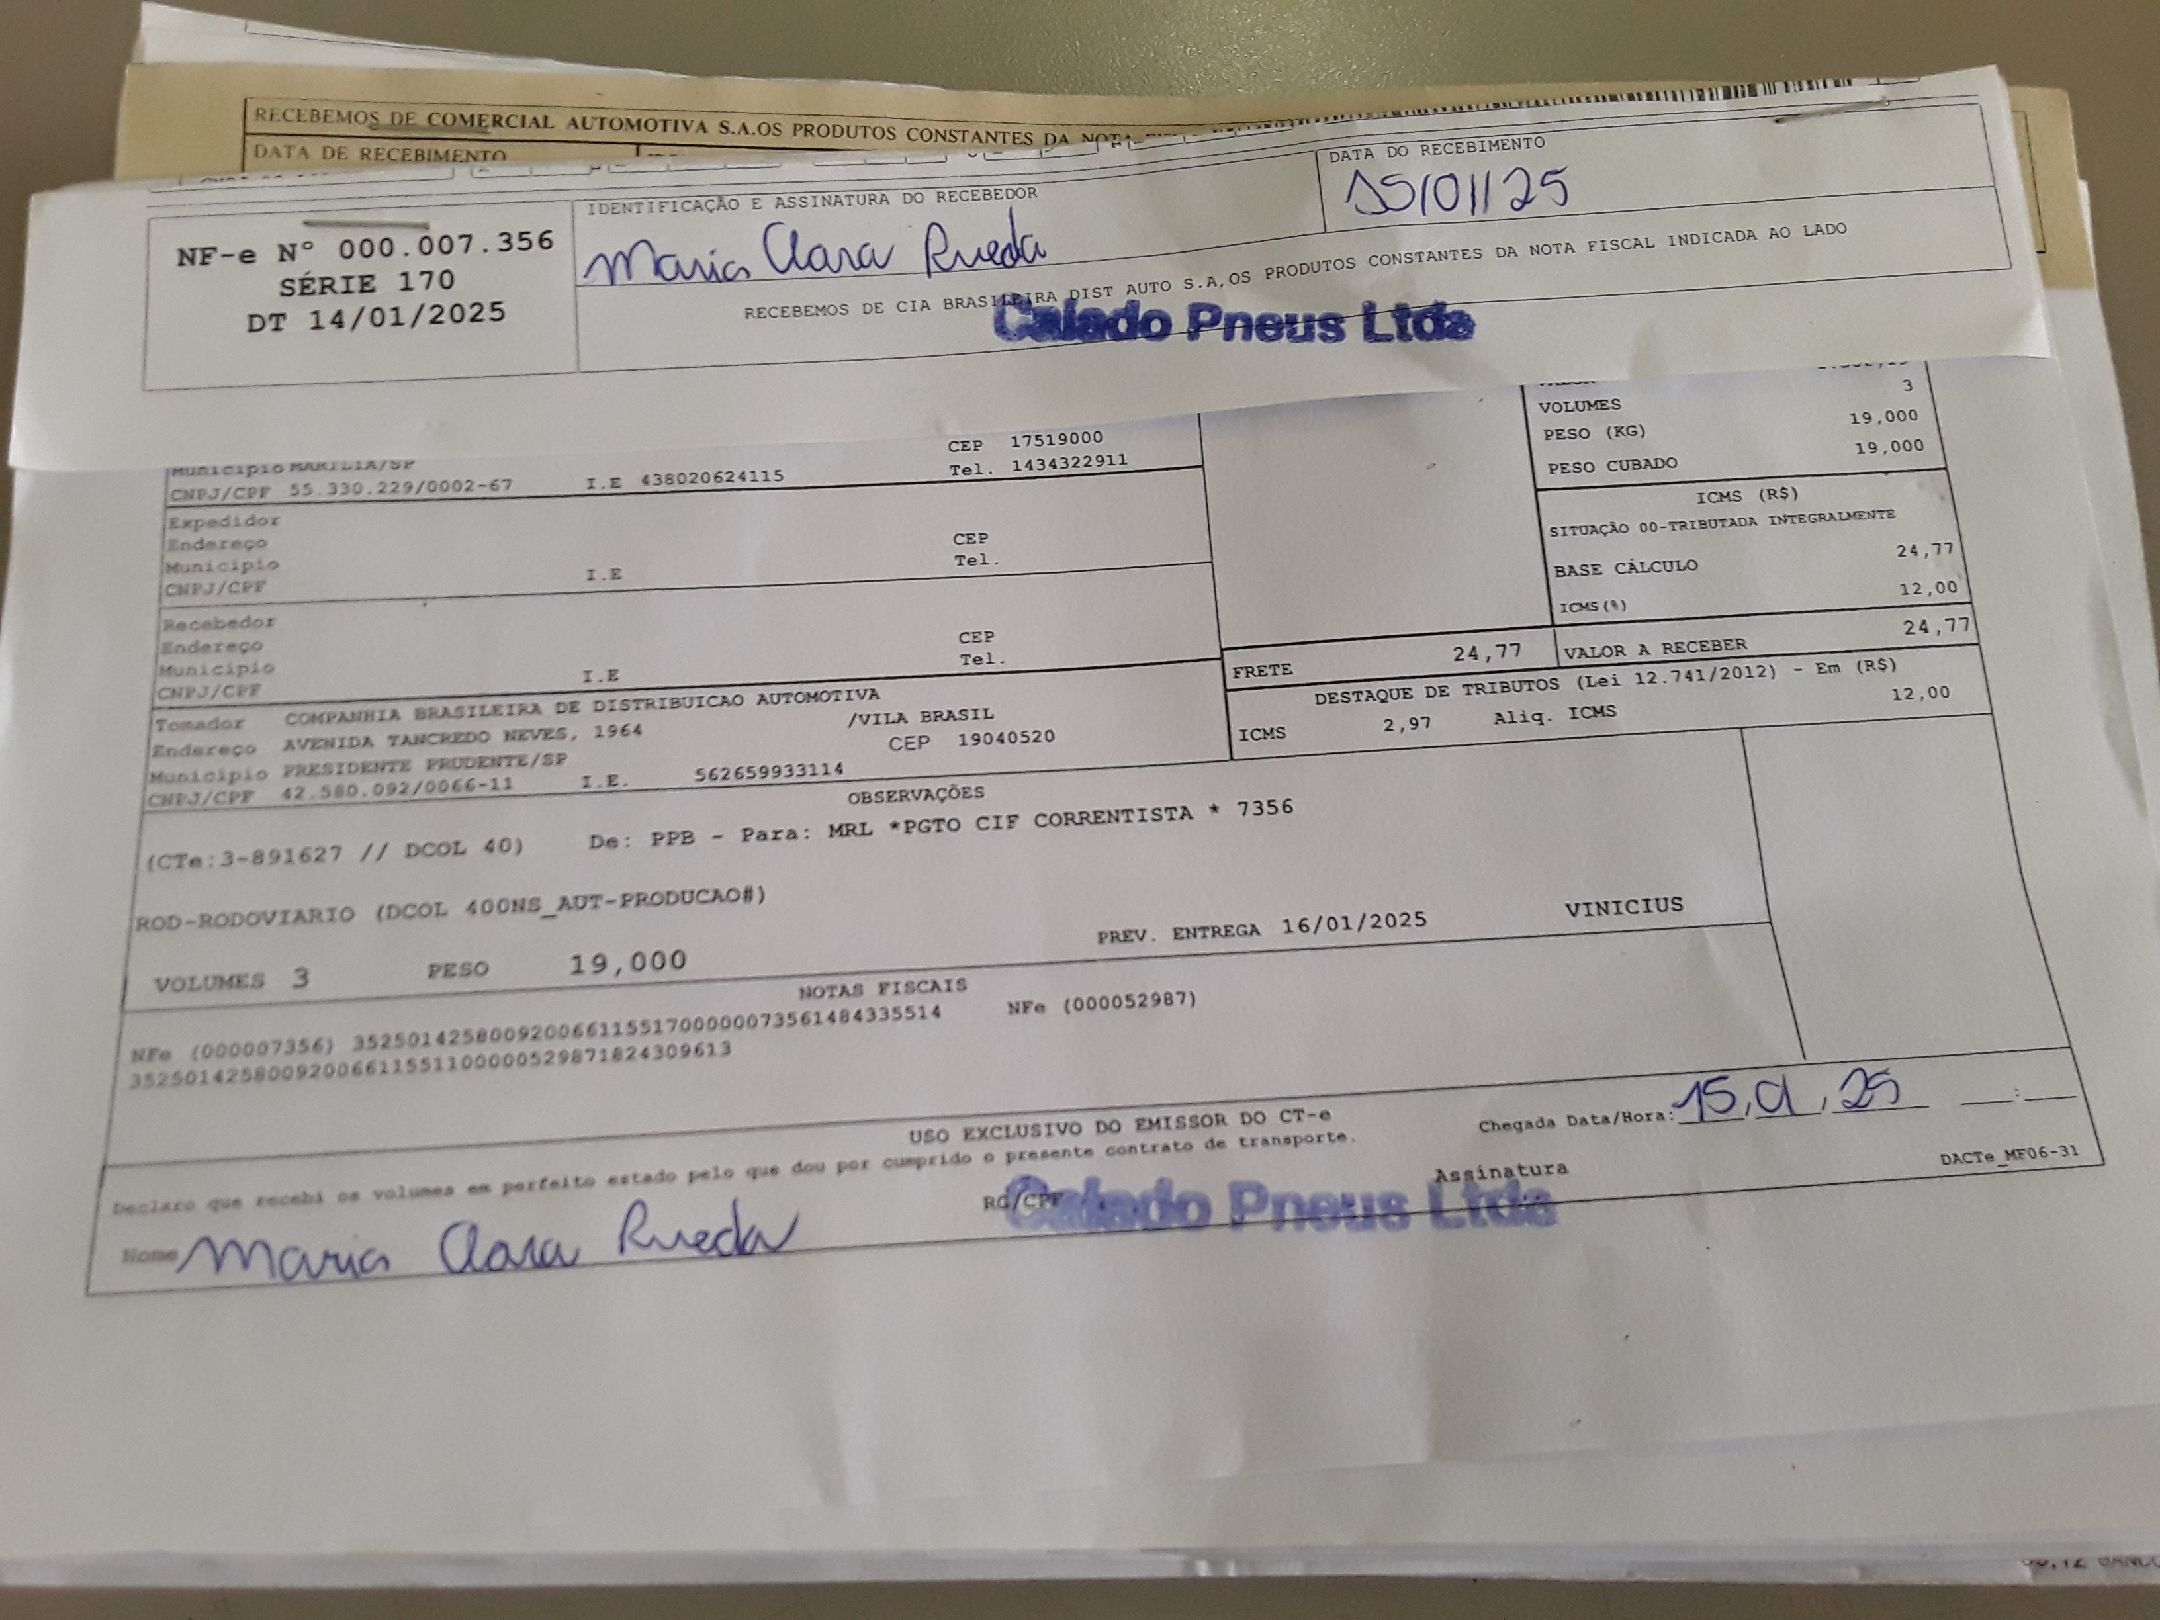 RECEBEMOS DE COMERCIAL AUTOMOTIVA S.A.OS PRODUTOS CONSTANTES DA NOTA
DATA DE RECEBIMENTO
NF-e Nº 000.007.356
SÉRIE 170
DT 14/01/2025
IDENTIFICAÇÃO E ASSINATURA DO RECEBEDOR
Maria Clara Rueda
DATA DO RECEBIMENTO
15/01/25
RECEBEMOS DE CIA BRASILEIRA DIST AUTO S.A,OS PRODUTOS CONSTANTES DA NOTA FISCAL INDICADA AO LADO
Calado Pneus Ltda
Município MARILIA/SP CEP 17519000
CNPJ/CPF 55.330.229/0002-67 I.E 438020624115 Tel. 1434322911
Expedidor
Endereço CEP
Município Tel.
CNPJ/CPF I.E
Recebedor
Endereço CEP
Município Tel.
CNPJ/CPF I.E
Tomador COMPANHIA BRASILEIRA DE DISTRIBUICAO AUTOMOTIVA
Endereço AVENIDA TANCREDO NEVES, 1964 /VILA BRASIL
Município PRESIDENTE PRUDENTE/SP CEP 19040520
CNPJ/CPF 42.580.092/0066-11 I.E. 562659933114
VOLUMES 3
PESO (KG) 19,000
PESO CUBADO 19,000
ICMS (R$)
SITUAÇÃO 00-TRIBUTADA INTEGRALMENTE
BASE CÁLCULO 24,77
ICMS(%) 12,00
FRETE 24,77 VALOR A RECEBER 24,77
DESTAQUE DE TRIBUTOS (Lei 12.741/2012) - Em (R$)
ICMS 2,97 Aliq. ICMS 12,00
OBSERVAÇÕES
(CTe:3-891627 // DCOL 40) De: PPB - Para: MRL *PGTO CIF CORRENTISTA * 7356
ROD-RODOVIARIO (DCOL 400NS_AUT-PRODUCAO#)
VOLUMES 3 PESO 19,000 PREV. ENTREGA 16/01/2025 VINICIUS
NOTAS FISCAIS
NFe (000007356) 35250142580092006611551700000073561484335514 NFe (000052987)
35250142580092006611551100000529871824309613
USO EXCLUSIVO DO EMISSOR DO CT-e
Declaro que recebi os volumes em perfeito estado pelo que dou por cumprido o presente contrato de transporte.
Chegada Data/Hora: 15,01,25 __:__
Nome Maria Clara Rueda RG/CPF Assinatura
Calado Pneus Ltda
DACTe_MF06-31